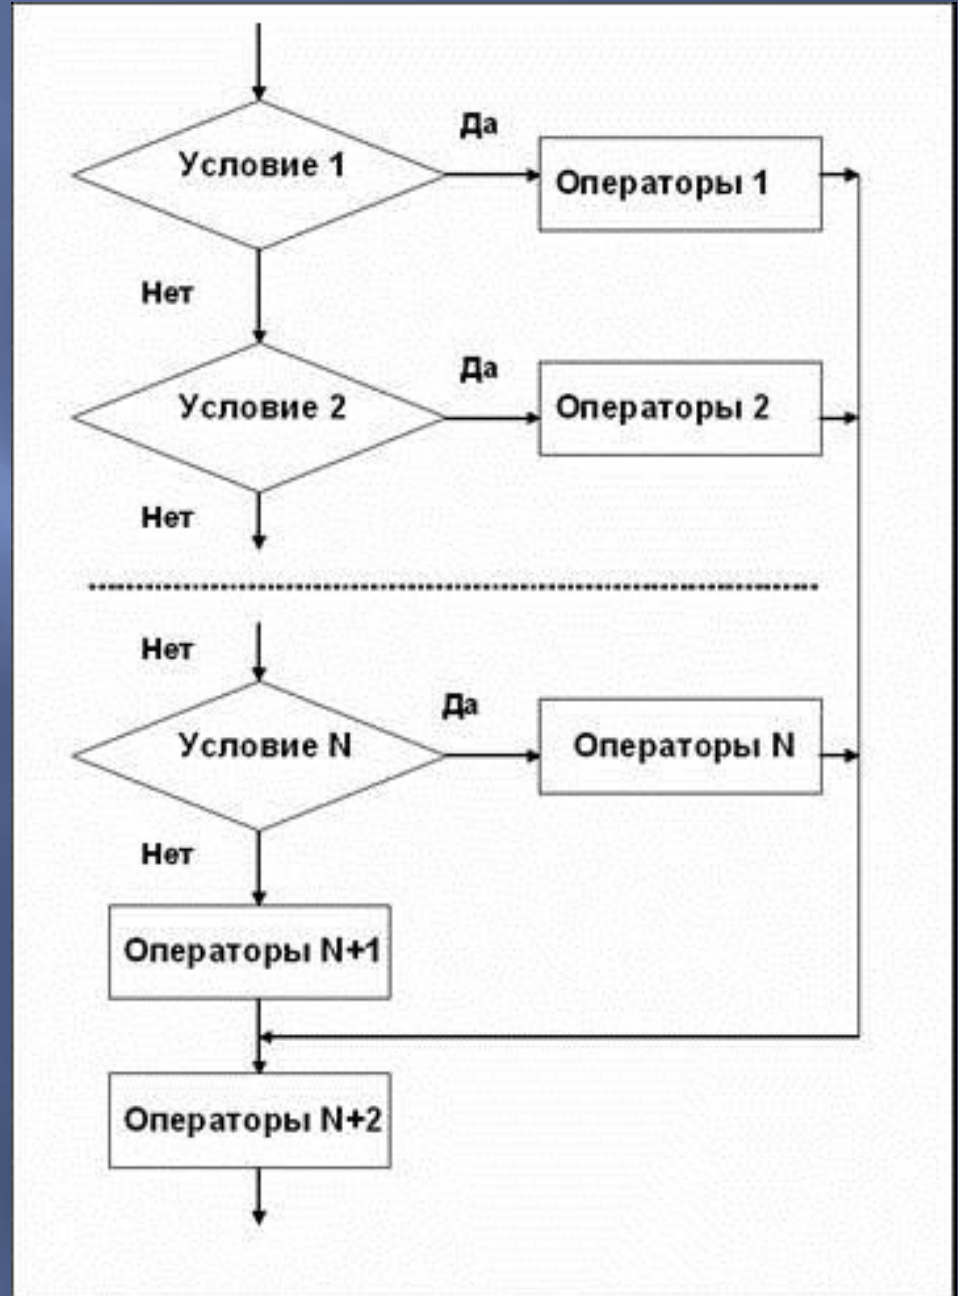 Да
Условие 1
Операторы 1
Нет
Да
Условие 2
Операторы 2
Нет
Нет
Да
Условие N
Операторы N
Нет
Операторы N+1
Операторы N+2